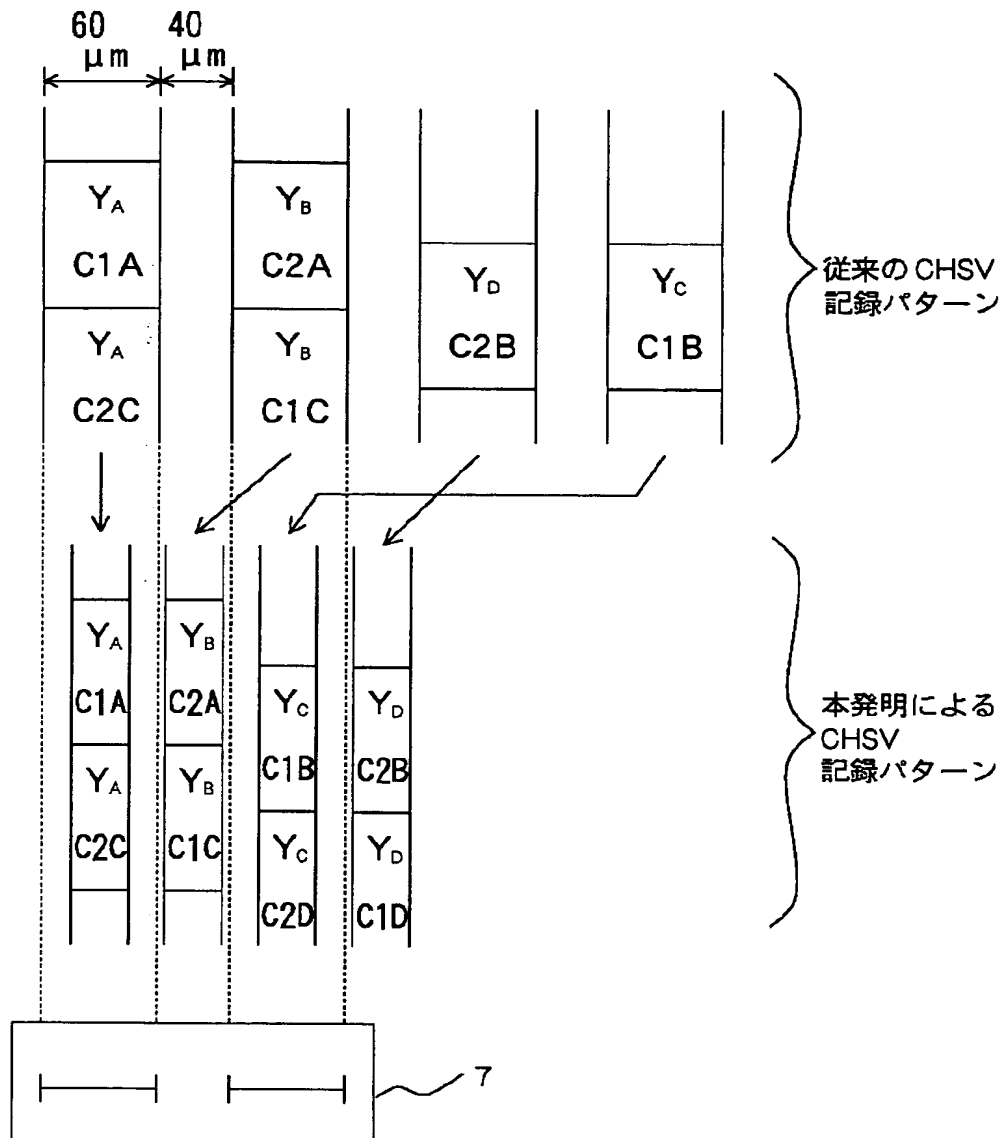 60 μm
40 μm
YA
C1A
YA
C2C
YB
C2A
YB
C1C
YD
C2B
YC
C1B
従来のCHSV
記録パターン
YA
C1A
YA
C2C
YB
C2A
YB
C1C
YC
C1B
YC
C2D
YD
C2B
YD
C1D
本発明による
CHSV
記録パターン
7